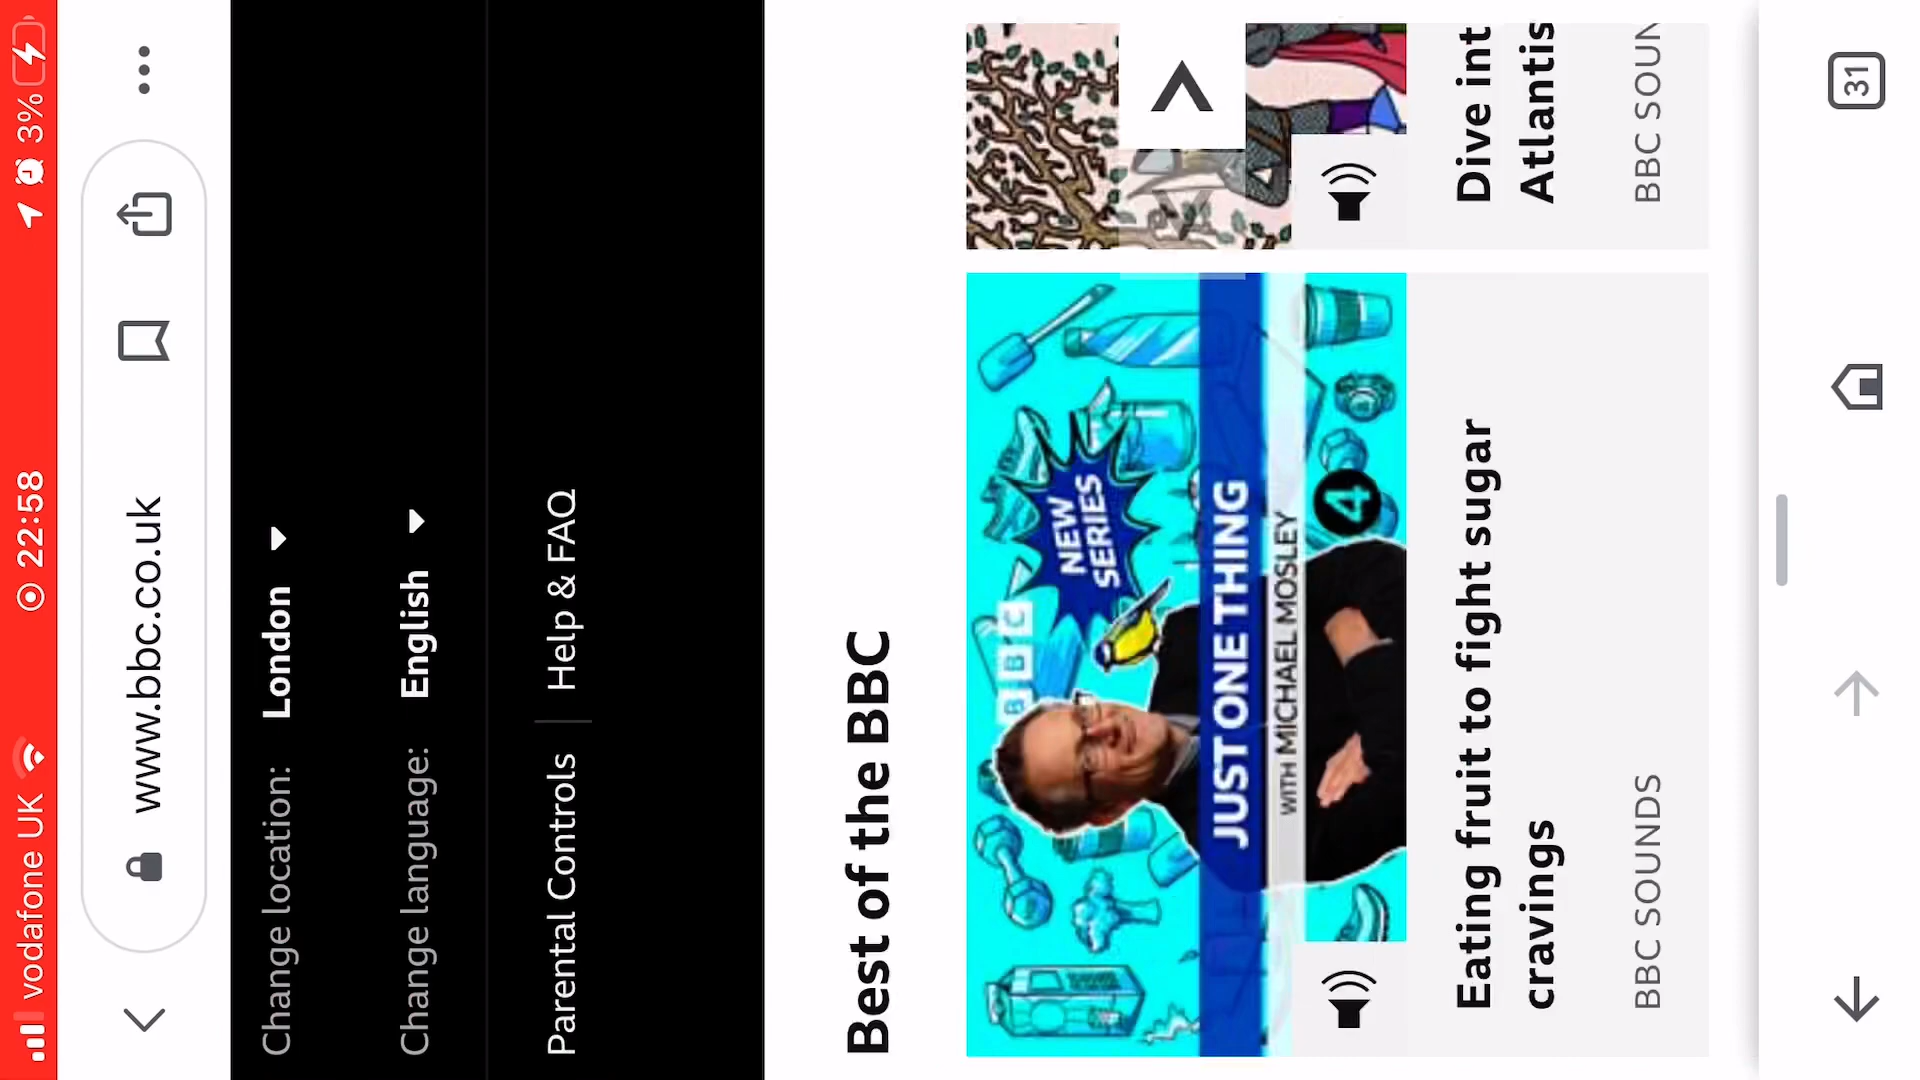 vodafone UK 22:58 3%
www.bbc.co.uk
Change location: London
Change language: English
Parental Controls Help & FAQ
Best of the BBC
BBC
NEW
SERIES
JUST ONE THING
WITH MICHAEL MOSLEY
4
Eating fruit to fight sugar
cravings
BBC SOUNDS
Dive int
Atlantis
BBC SOUN
31